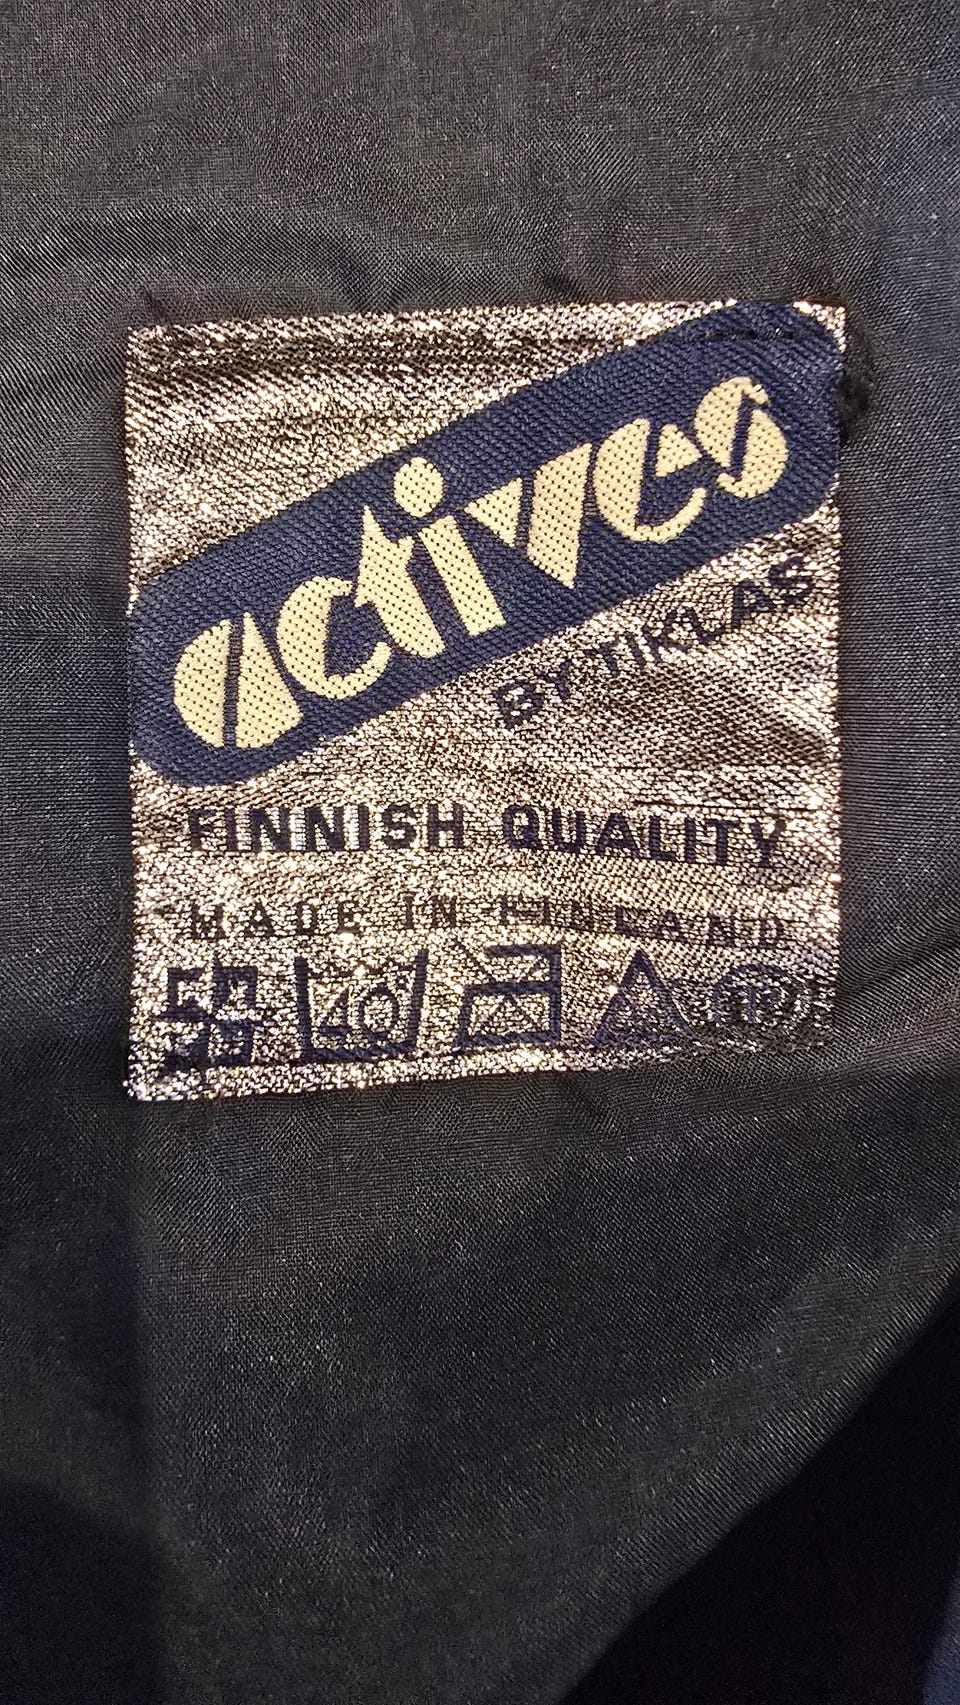 actives
BY TIKLAS
FINNISH QUALITY
MADE IN FINLAND
40°